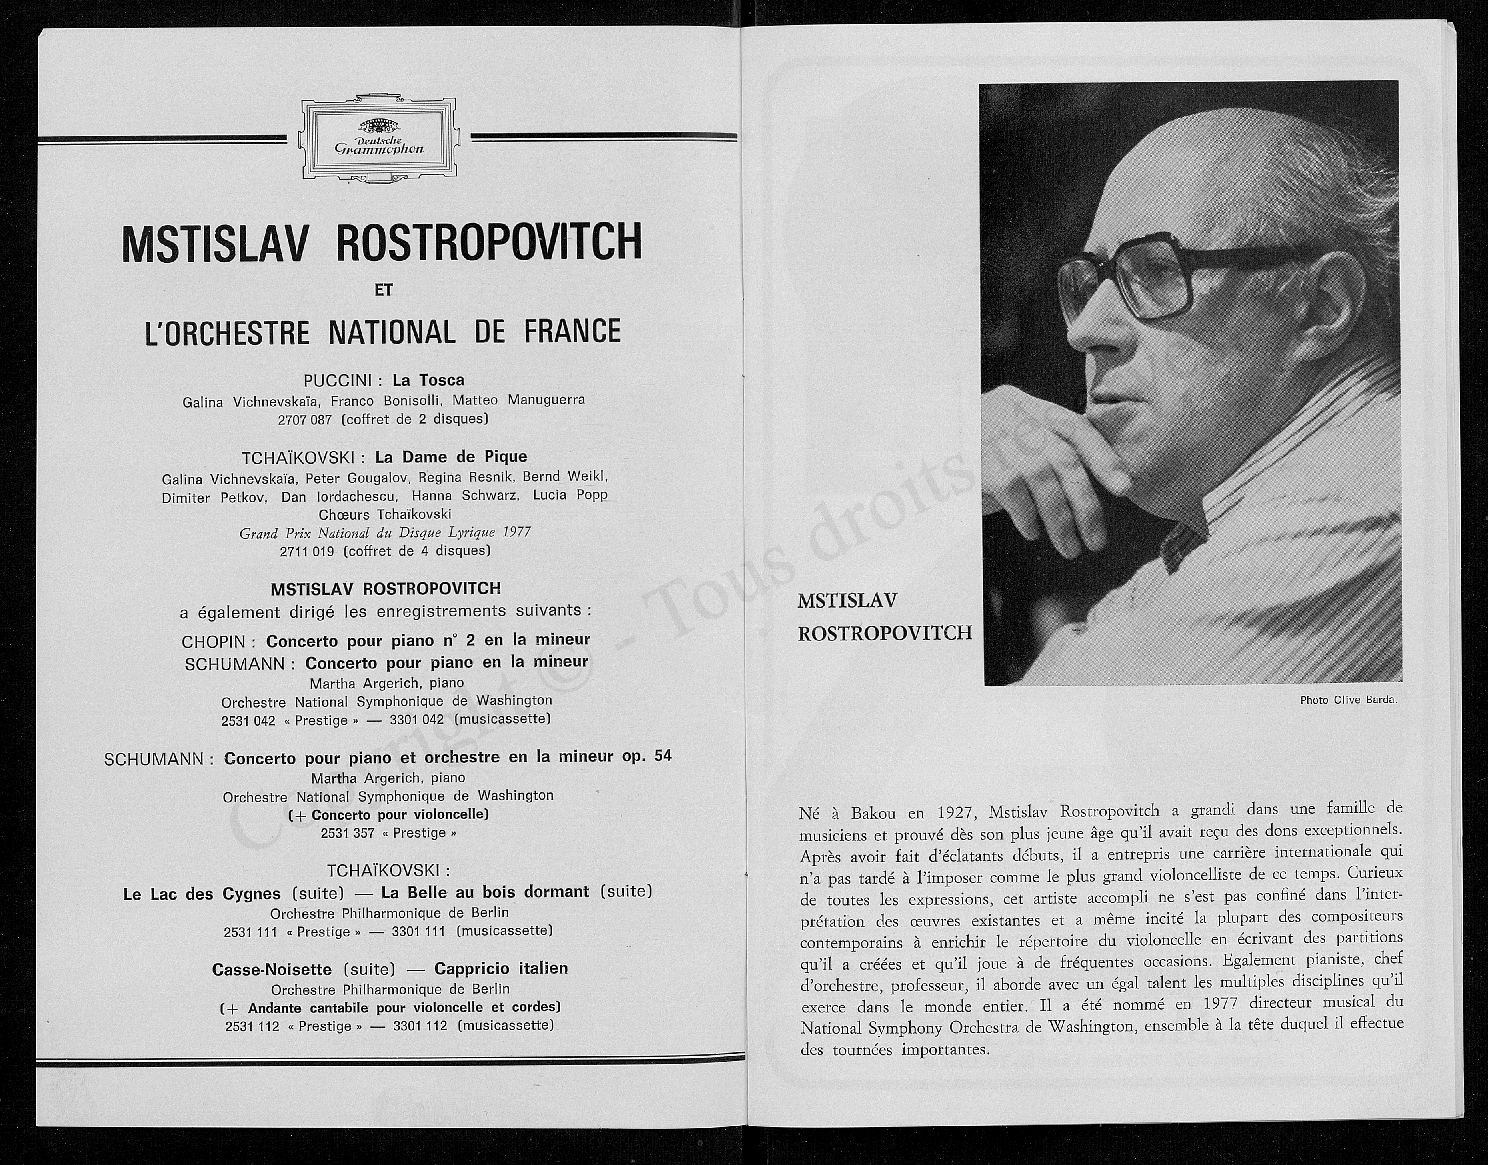 Deutsche
Grammophon
MSTISLAV ROSTROPOVITCH
ET
L'ORCHESTRE NATIONAL DE FRANCE
PUCCINI : La Tosca
Galina Vichnevskaïa, Franco Bonisolli, Matteo Manuguerra
2707 087 (coffret de 2 disques)
TCHAÏKOVSKI : La Dame de Pique
Galina Vichnevskaïa, Peter Gougalov, Regina Resnik, Bernd Weikl,
Dimiter Petkov, Dan Iordachescu, Hanna Schwarz, Lucia Popp
Chœurs Tchaïkovski
Grand Prix National du Disque Lyrique 1977
2711 019 (coffret de 4 disques)
MSTISLAV ROSTROPOVITCH
a également dirigé les enregistrements suivants :
CHOPIN : Concerto pour piano n° 2 en la mineur
SCHUMANN : Concerto pour piano en la mineur
Martha Argerich, piano
Orchestre National Symphonique de Washington
2531 042 « Prestige » — 3301 042 (musicassette)
SCHUMANN : Concerto pour piano et orchestre en la mineur op. 54
Martha Argerich, piano
Orchestre National Symphonique de Washington
(+ Concerto pour violoncelle)
2531 357 « Prestige »
TCHAÏKOVSKI :
Le Lac des Cygnes (suite) — La Belle au bois dormant (suite)
Orchestre Philharmonique de Berlin
2531 111 « Prestige » — 3301 111 (musicassette)
Casse-Noisette (suite) — Cappricio italien
Orchestre Philharmonique de Berlin
(+ Andante cantabile pour violoncelle et cordes)
2531 112 « Prestige » — 3301 112 (musicassette)
Copyright © - Tous droits ré
MSTISLAV
ROSTROPOVITCH
Photo Clive Barda.
Né à Bakou en 1927, Mstislav Rostropovitch a grandi dans une famille de
musiciens et prouvé dès son plus jeune âge qu'il avait reçu des dons exceptionnels.
Après avoir fait d'éclatants débuts, il a entrepris une carrière internationale qui
n'a pas tardé à l'imposer comme le plus grand violoncelliste de ce temps. Curieux
de toutes les expressions, cet artiste accompli ne s'est pas confiné dans l'inter-
prétation des œuvres existantes et a même incité la plupart des compositeurs
contemporains à enrichir le répertoire du violoncelle en écrivant des partitions
qu'il a créées et qu'il joue à de fréquentes occasions. Egalement pianiste, chef
d'orchestre, professeur, il aborde avec un égal talent les multiples disciplines qu'il
exerce dans le monde entier. Il a été nommé en 1977 directeur musical du
National Symphony Orchestra de Washington, ensemble à la tête duquel il effectue
des tournées importantes.